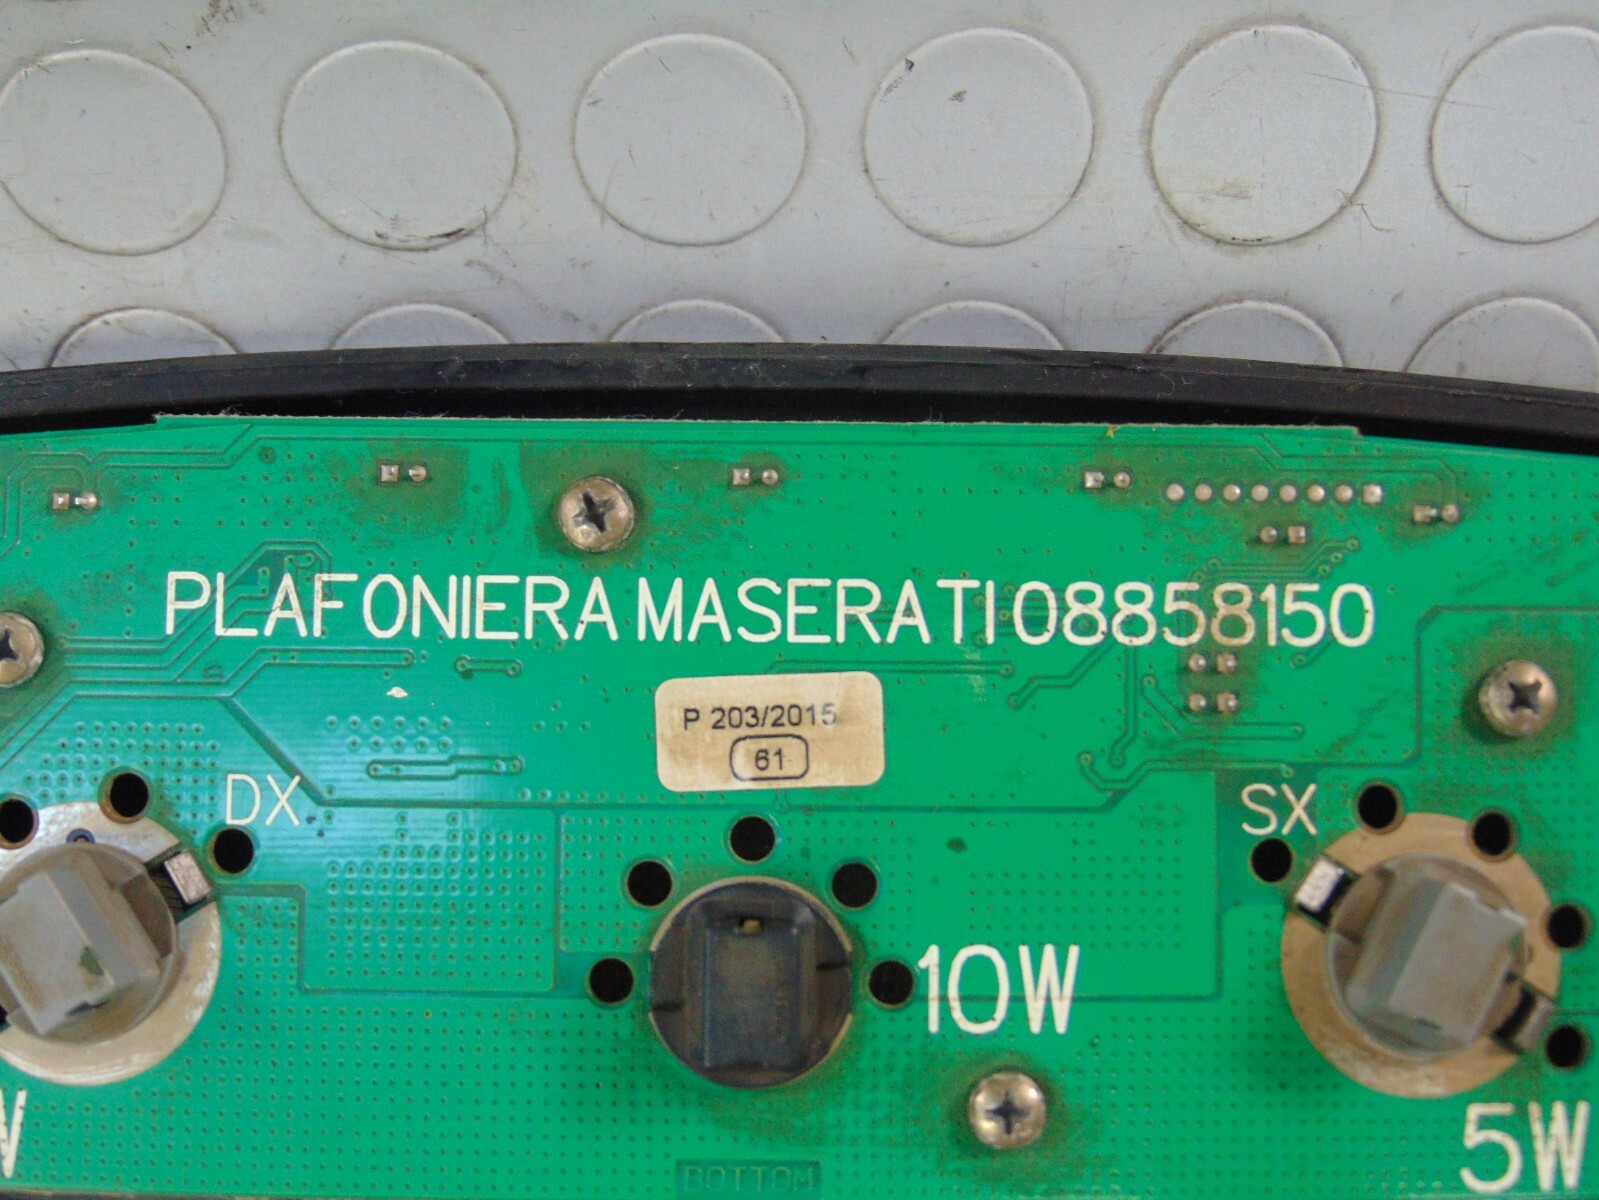 PLAFONIERA MASERATI 08858150
P 203/2015
61
DX
SX
10W
W
5W
BOTTOM